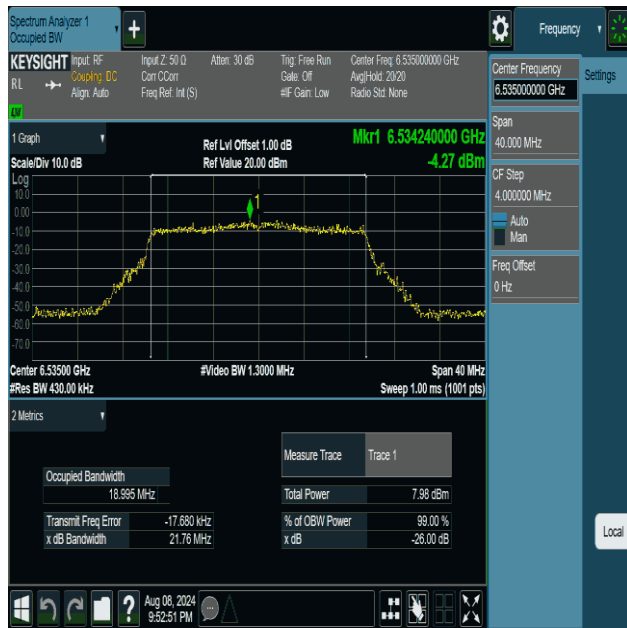 Spectrum Analyzer 1
Occupied BW
Frequency
KEYSIGHT
RL
LW
Input: RF
Coupling: DC
Align: Auto
Input Z: 50 Ω
Corr CCorr
Freq Ref: Int (S)
Atten: 30 dB
Trig: Free Run
Gate: Off
#IF Gain: Low
Center Freq: 6.535000000 GHz
Avg|Hold: 20/20
Radio Std: None
Center Frequency
6.535000000 GHz
Settings
Span
40.000 MHz
CF Step
4.000000 MHz
Auto
Man
Freq Offset
0 Hz
Local
1 Graph
Scale/Div 10.0 dB
Ref Lvl Offset 1.00 dB
Ref Value 20.00 dBm
Mkr1 6.534240000 GHz
-4.27 dBm
Log
10.0
0.00
-10.0
-20.0
-30.0
-40.0
-50.0
-60.0
-70.0
1
Center 6.53500 GHz
#Video BW 1.3000 MHz
Span 40 MHz
#Res BW 430.00 kHz
Sweep 1.00 ms (1001 pts)
2 Metrics
Measure Trace
Trace 1
Occupied Bandwidth
18.995 MHz
Total Power
7.98 dBm
Transmit Freq Error
-17.680 kHz
% of OBW Power
99.00 %
x dB Bandwidth
21.76 MHz
x dB
-26.00 dB
?
Aug 08, 2024
9:52:51 PM